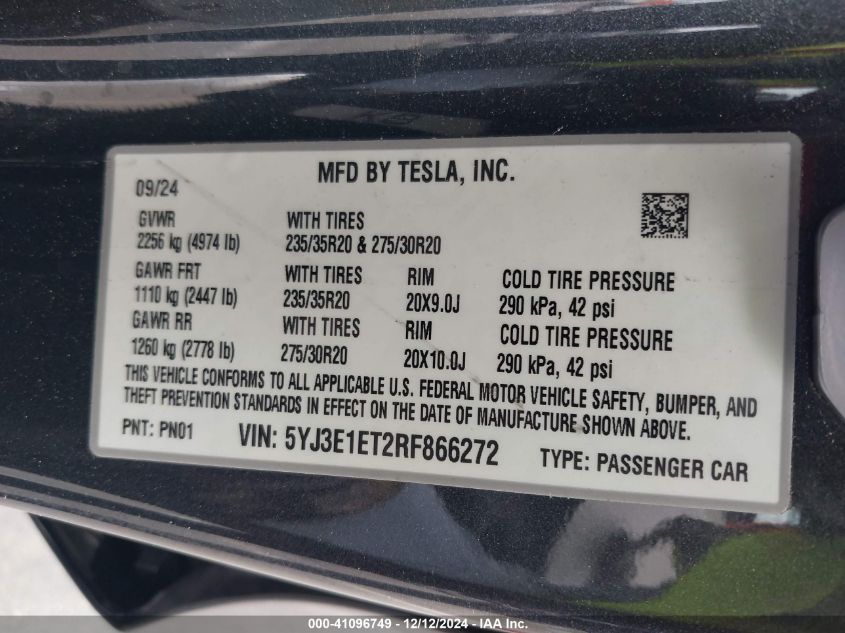 MFD BY TESLA, INC.
09/24
GVWR WITH TIRES
2256 kg (4974 lb) 235/35R20 & 275/30R20
GAWR FRT WITH TIRES RIM COLD TIRE PRESSURE
1110 kg (2447 lb) 235/35R20 20X9.0J 290 kPa, 42 psi
GAWR RR WITH TIRES RIM COLD TIRE PRESSURE
1260 kg (2778 lb) 275/30R20 20X10.0J 290 kPa, 42 psi
THIS VEHICLE CONFORMS TO ALL APPLICABLE U.S. FEDERAL MOTOR VEHICLE SAFETY, BUMPER, AND
THEFT PREVENTION STANDARDS IN EFFECT ON THE DATE OF MANUFACTURE SHOWN ABOVE.
PNT: PN01 VIN: 5YJ3E1ET2RF866272 TYPE: PASSENGER CAR
000-41096749 - 12/12/2024 - IAA Inc.